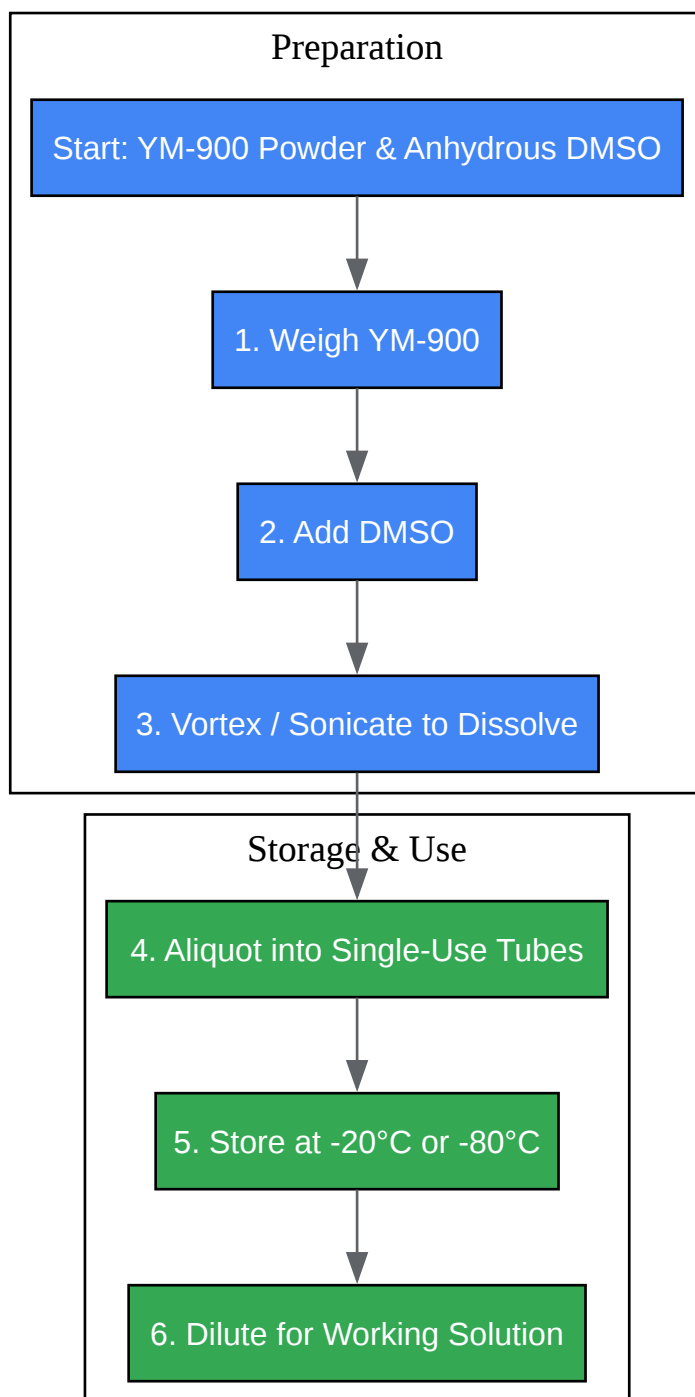 Preparation
Start: YM-900 Powder & Anhydrous DMSO
1. Weigh YM-900
2. Add DMSO
3. Vortex / Sonicate to Dissolve
Storage & Use
4. Aliquot into Single-Use Tubes
5. Store at -20°C or -80°C
6. Dilute for Working Solution